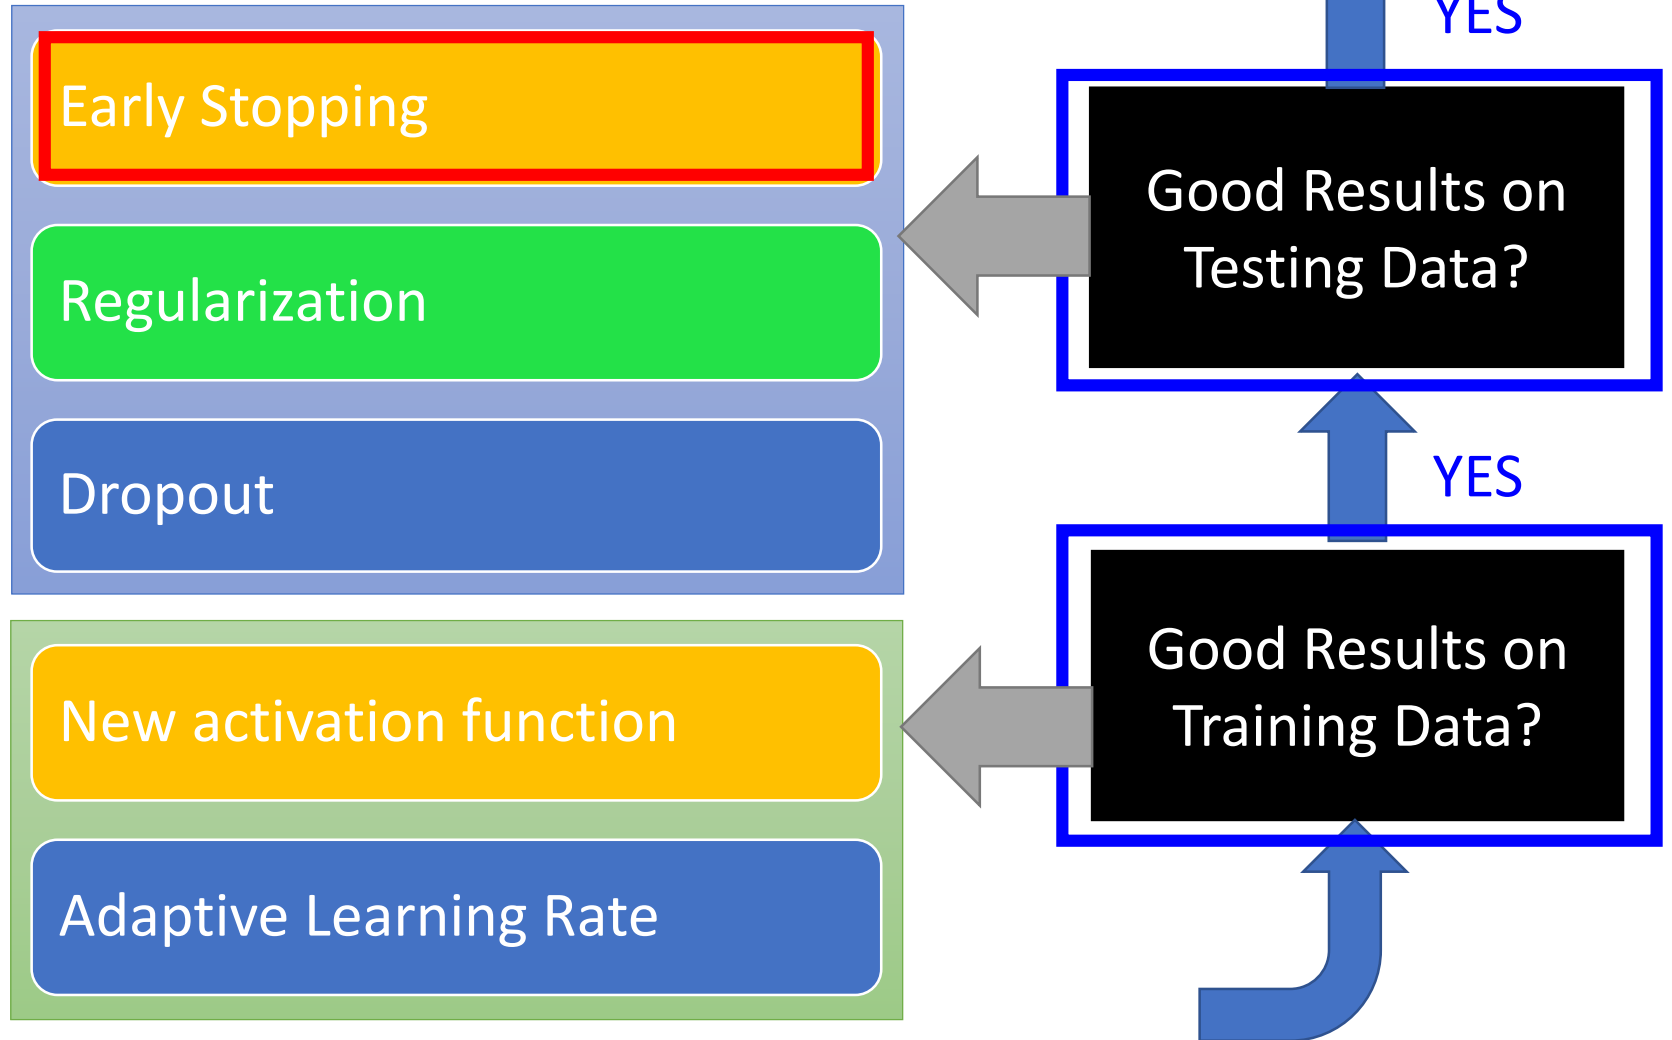 YES
Early Stopping
Good Results on
Testing Data?
Regularization
Dropout
YES
New activation function
Good Results on
Training Data?
Adaptive Learning Rate